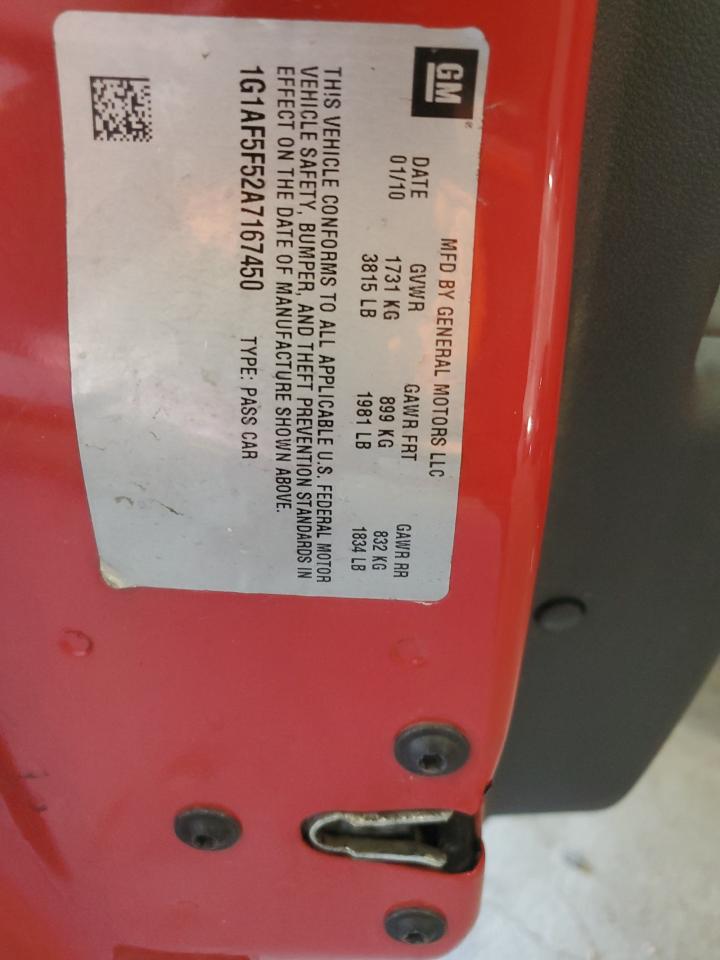 GM
MFD BY GENERAL MOTORS LLC
DATE GVWR GAWR FRT GAWR RR
01/10 1731 KG 899 KG 832 KG
3815 LB 1981 LB 1834 LB
THIS VEHICLE CONFORMS TO ALL APPLICABLE U.S. FEDERAL MOTOR
VEHICLE SAFETY, BUMPER, AND THEFT PREVENTION STANDARDS IN
EFFECT ON THE DATE OF MANUFACTURE SHOWN ABOVE.
1G1AF5F52A7167450 TYPE: PASS CAR